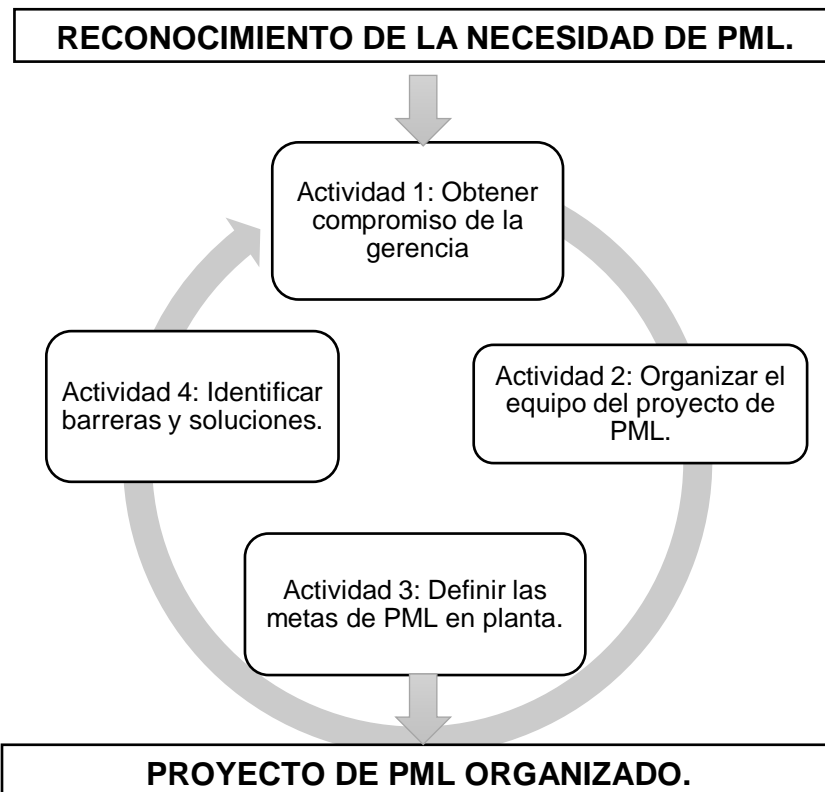 RECONOCIMIENTO DE LA NECESIDAD DE PML.
Actividad 1: Obtener
compromiso de la
gerencia
Actividad 2: Organizar el
equipo del proyecto de
PML.
Actividad 3: Definir las
metas de PML en planta.
Actividad 4: Identificar
barreras y soluciones.
PROYECTO DE PML ORGANIZADO.